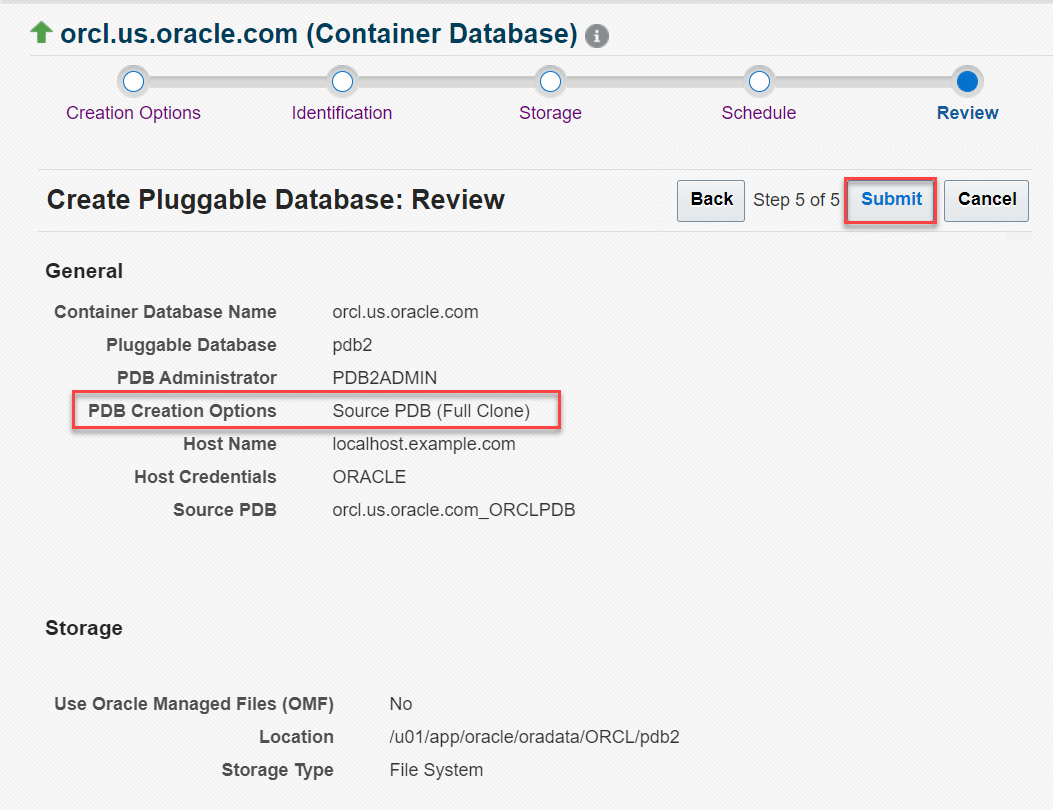 orcl.us.oracle.com (Container Database) i
Creation Options Identification Storage Schedule Review
Create Pluggable Database: Review Back Step 5 of 5 Submit Cancel
General
Container Database Name orcl.us.oracle.com
Pluggable Database pdb2
PDB Administrator PDB2ADMIN
PDB Creation Options Source PDB (Full Clone)
Host Name localhost.example.com
Host Credentials ORACLE
Source PDB orcl.us.oracle.com_ORCLPDB
Storage
Use Oracle Managed Files (OMF) No
Location /u01/app/oracle/oradata/ORCL/pdb2
Storage Type File System